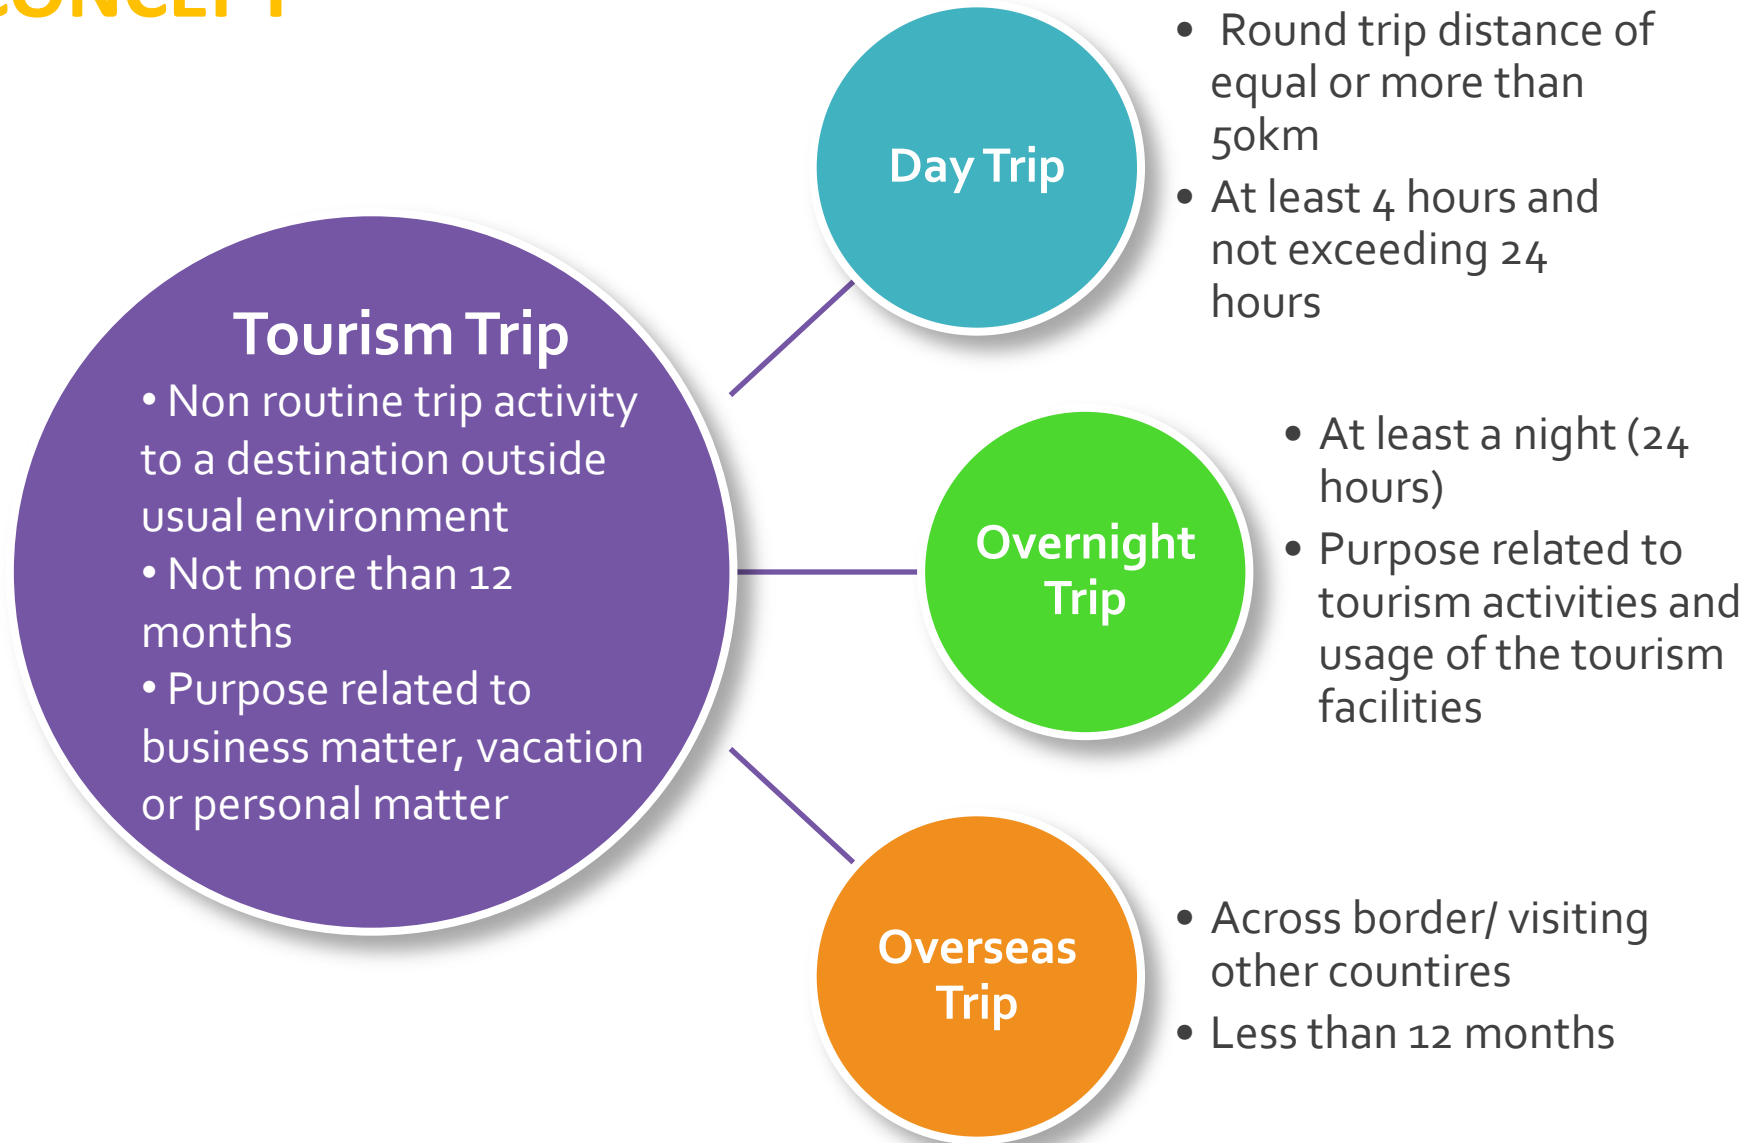 CONCEPT
Tourism Trip
• Non routine trip activity
to a destination outside
usual environment
• Not more than 12
months
• Purpose related to
business matter, vacation
or personal matter
Day Trip
• Round trip distance of
equal or more than
50km
• At least 4 hours and
not exceeding 24
hours
Overnight
Trip
• At least a night (24
hours)
• Purpose related to
tourism activities and
usage of the tourism
facilities
Overseas
Trip
• Across border/ visiting
other countires
• Less than 12 months